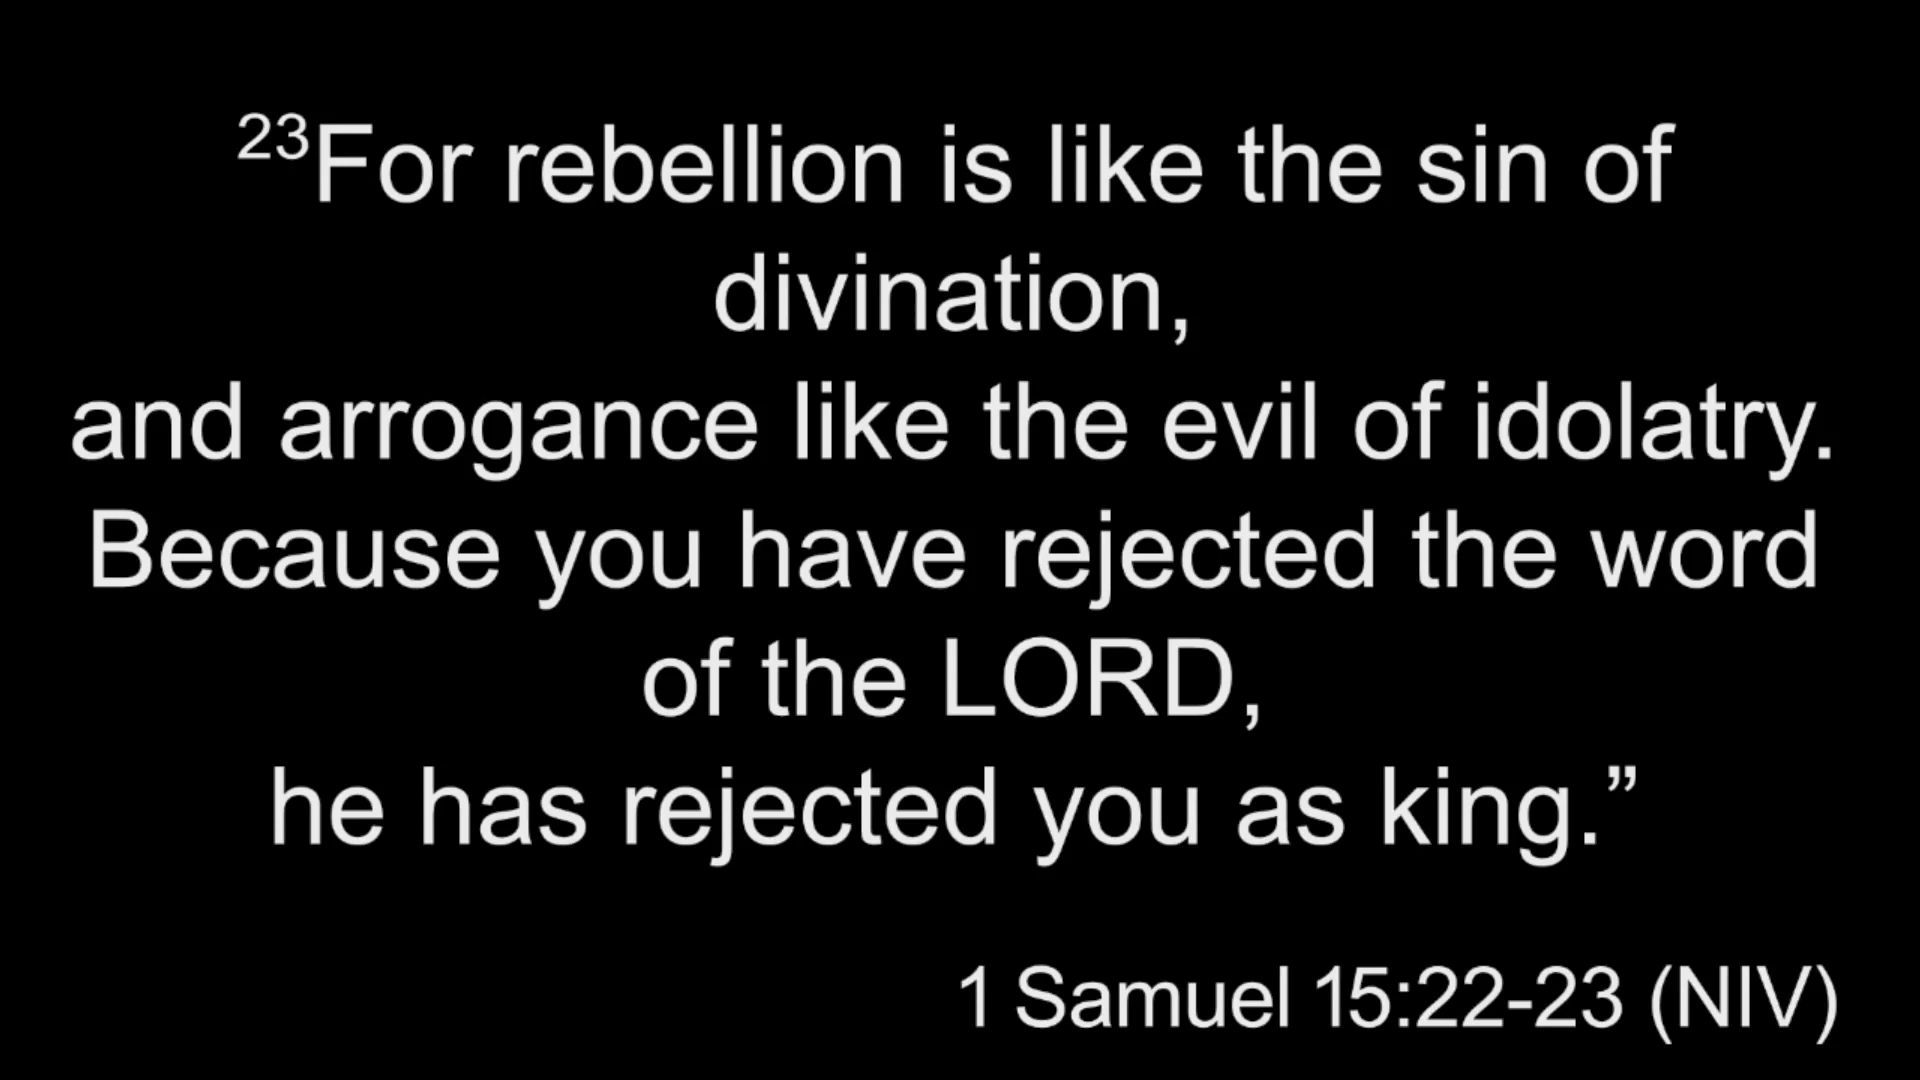 ²³For rebellion is like the sin of
divination,
and arrogance like the evil of idolatry.
Because you have rejected the word
of the LORD,
he has rejected you as king.”
1 Samuel 15:22-23 (NIV)